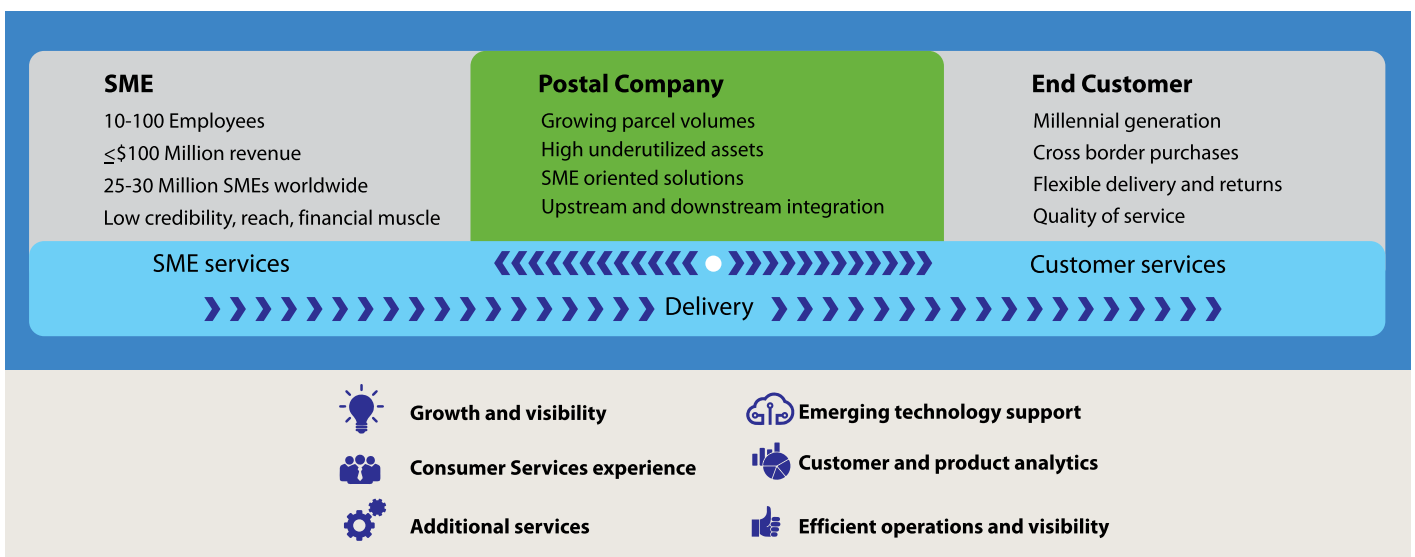 SME
10-100 Employees
≤$100 Million revenue
25-30 Million SMEs worldwide
Low credibility, reach, financial muscle
Postal Company
Growing parcel volumes
High underutilized assets
SME oriented solutions
Upstream and downstream integration
End Customer
Millennial generation
Cross border purchases
Flexible delivery and returns
Quality of service
SME services
Customer services
Delivery
Growth and visibility
Consumer Services experience
Additional services
Emerging technology support
Customer and product analytics
Efficient operations and visibility